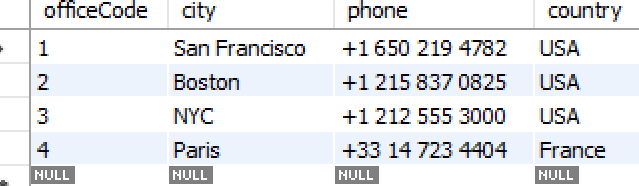 officeCode city phone country
1 San Francisco +1 650 219 4782 USA
2 Boston +1 215 837 0825 USA
3 NYC +1 212 555 3000 USA
4 Paris +33 14 723 4404 France
NULL NULL NULL NULL